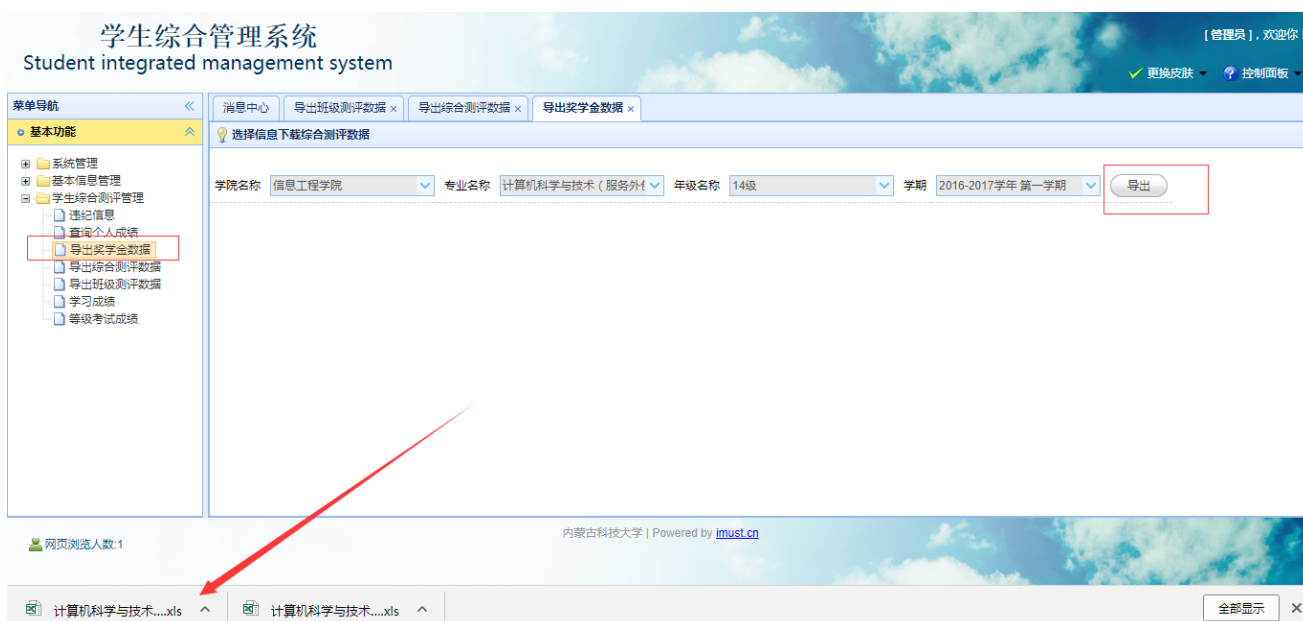 学生综合管理系统
Student integrated management system
[ 管理员 ] , 欢迎你!
更换皮肤
控制面板
菜单导航
消息中心 导出班级测评数据 × 导出综合测评数据 × 导出奖学金数据 ×
基本功能
选择信息下载综合测评数据
系统管理
基本信息管理
学生综合测评管理
违纪信息
查询个人成绩
导出奖学金数据
导出综合测评数据
导出班级测评数据
学习成绩
等级考试成绩
学院名称 信息工程学院 专业名称 计算机科学与技术 ( 服务外 年级名称 14级 学期 2016-2017学年 第一学期 导出
网页浏览人数:1
内蒙古科技大学 | Powered by imust.cn
计算机科学与技术....xls 计算机科学与技术....xls 全部显示